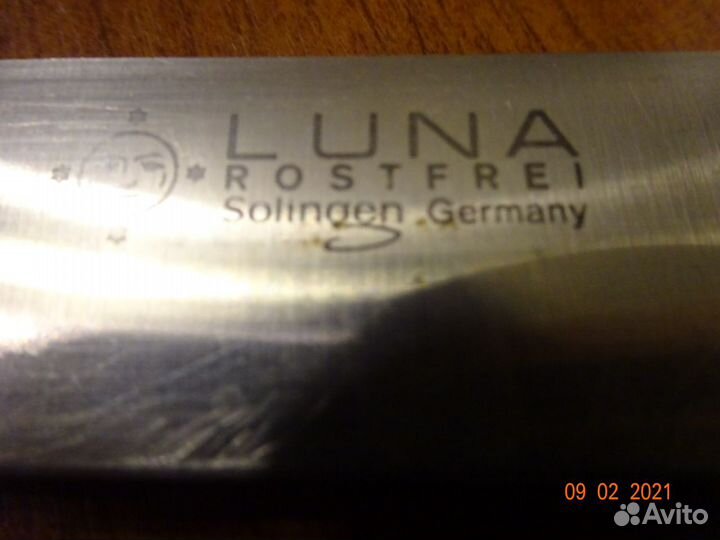 LUNA
ROSTFREI
Solingen Germany
09 02 2021
Avito